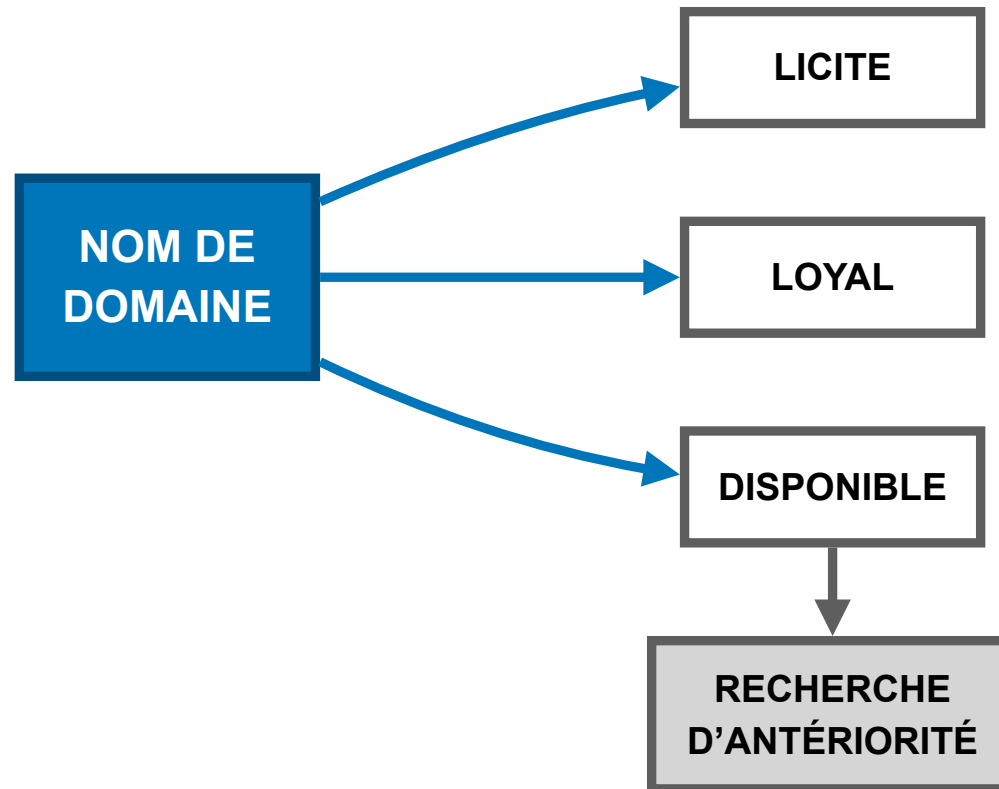 LICITE
NOM DE
DOMAINE
LOYAL
DISPONIBLE
RECHERCHE
D’ANTÉRIORITÉ